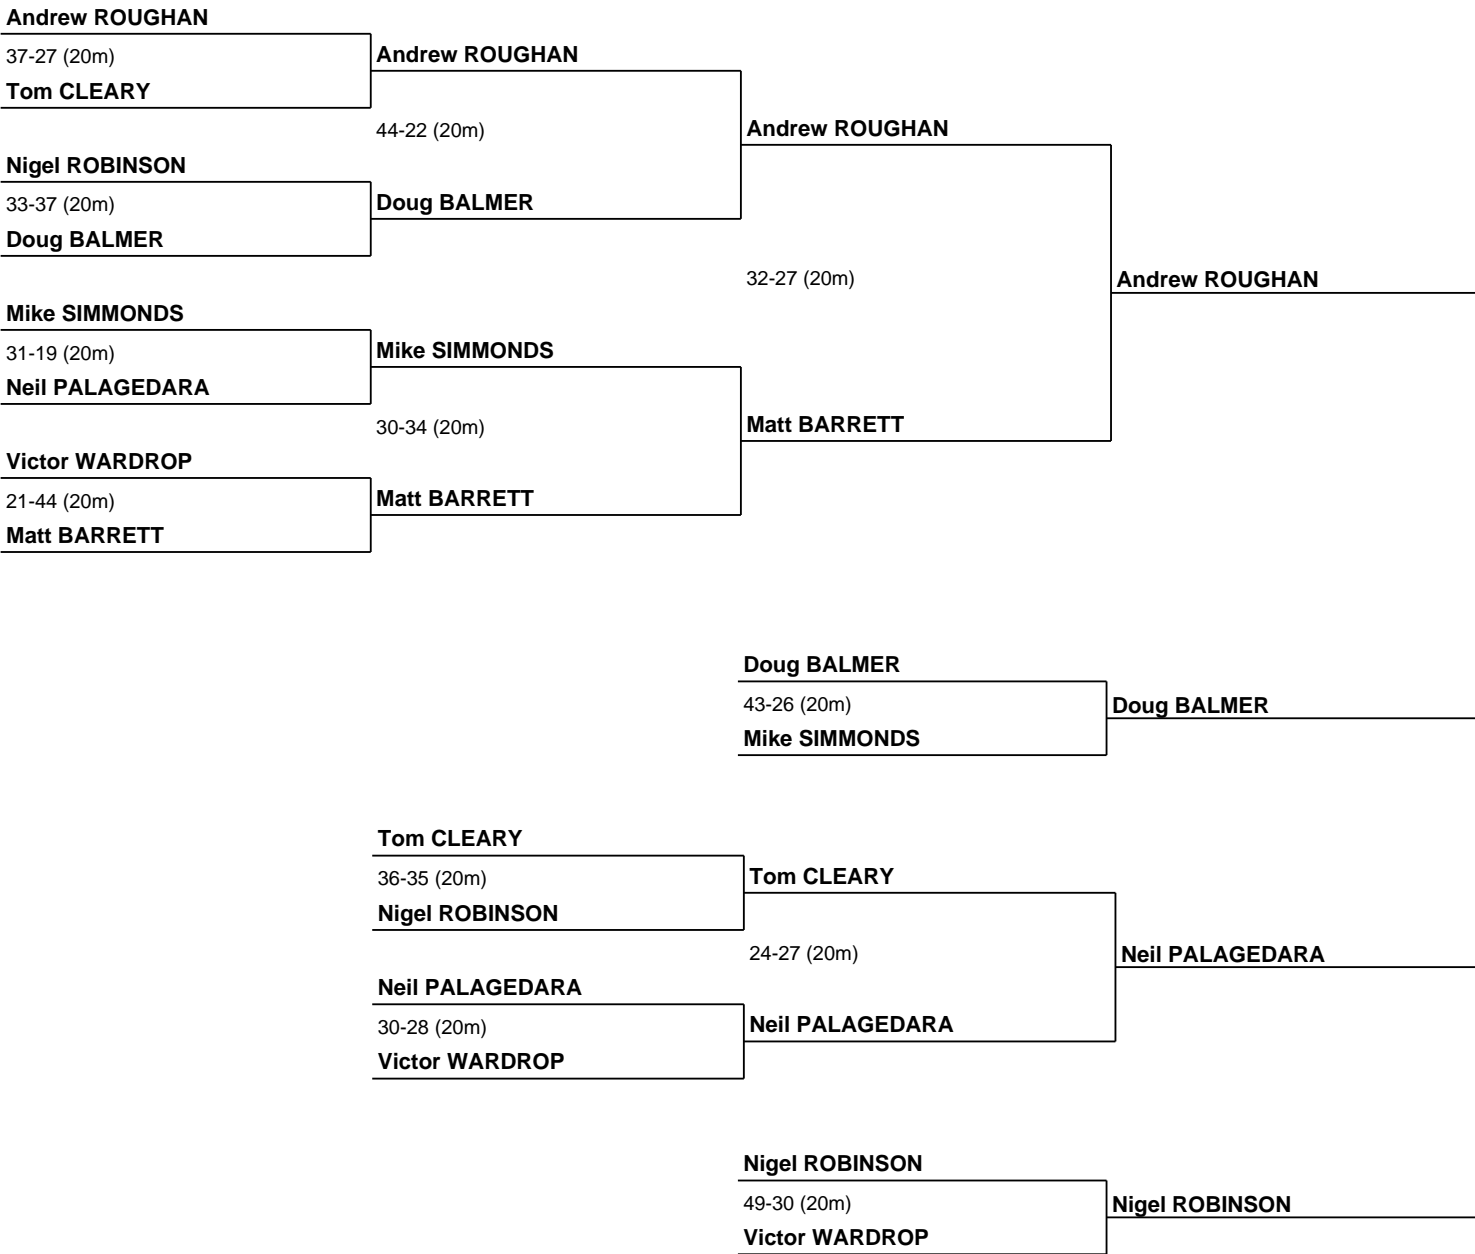 Andrew ROUGHAN
37-27 (20m)
Tom CLEARY
Nigel ROBINSON
33-37 (20m)
Doug BALMER
Mike SIMMONDS
31-19 (20m)
Neil PALAGEDARA
Victor WARDROP
21-44 (20m)
Matt BARRETT
Andrew ROUGHAN
44-22 (20m)
Doug BALMER
Mike SIMMONDS
30-34 (20m)
Matt BARRETT
Andrew ROUGHAN
32-27 (20m)
Matt BARRETT
Andrew ROUGHAN
Doug BALMER
43-26 (20m)
Mike SIMMONDS
Doug BALMER
Tom CLEARY
36-35 (20m)
Nigel ROBINSON
Neil PALAGEDARA
30-28 (20m)
Victor WARDROP
Tom CLEARY
24-27 (20m)
Neil PALAGEDARA
Neil PALAGEDARA
Nigel ROBINSON
49-30 (20m)
Victor WARDROP
Nigel ROBINSON